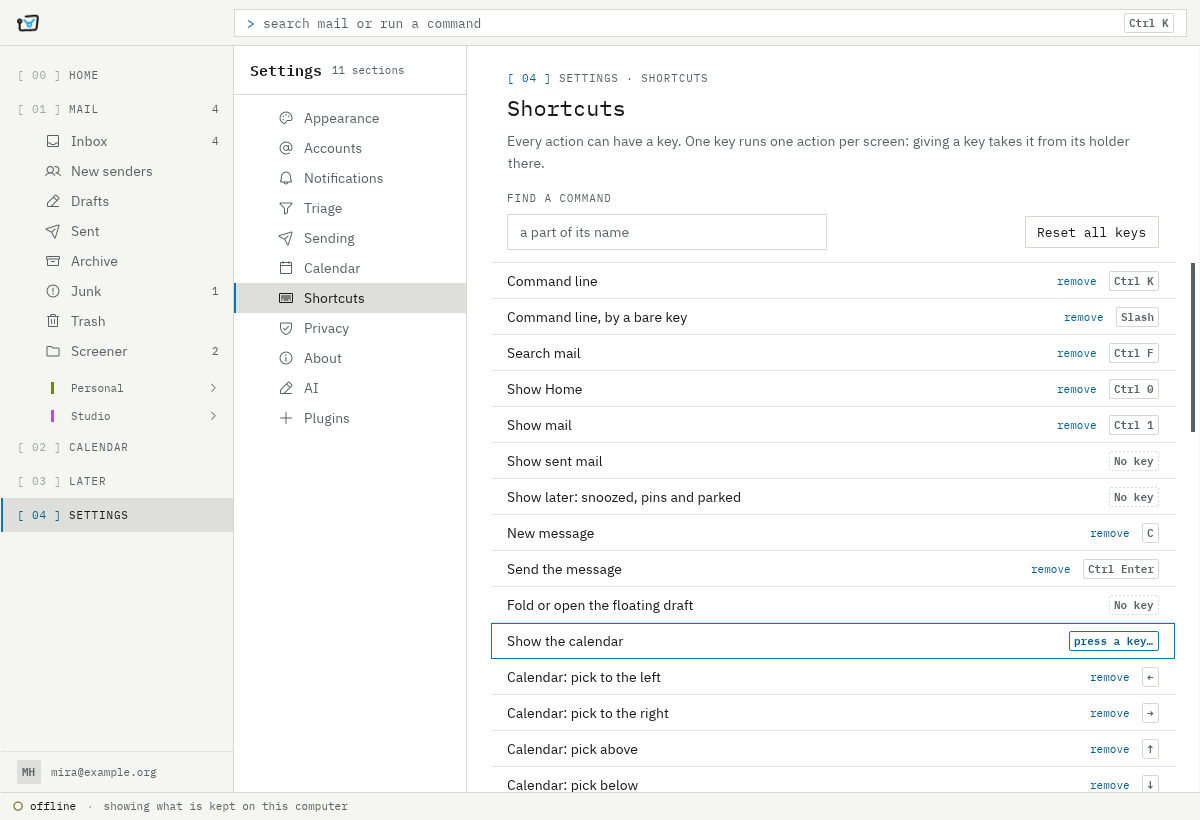 > search mail or run a command Ctrl K
[ 00 ] HOME
[ 01 ] MAIL 4
Inbox 4
New senders
Drafts
Sent
Archive
Junk 1
Trash
Screener 2
Personal
Studio
[ 02 ] CALENDAR
[ 03 ] LATER
[ 04 ] SETTINGS
MH mira@example.org
Settings 11 sections
Appearance
Accounts
Notifications
Triage
Sending
Calendar
Shortcuts
Privacy
About
AI
Plugins
[ 04 ] SETTINGS · SHORTCUTS
Shortcuts
Every action can have a key. One key runs one action per screen: giving a key takes it from its holder
there.
FIND A COMMAND
a part of its name Reset all keys
Command line remove Ctrl K
Command line, by a bare key remove Slash
Search mail remove Ctrl F
Show Home remove Ctrl 0
Show mail remove Ctrl 1
Show sent mail No key
Show later: snoozed, pins and parked No key
New message remove C
Send the message remove Ctrl Enter
Fold or open the floating draft No key
Show the calendar press a key…
Calendar: pick to the left remove ←
Calendar: pick to the right remove →
Calendar: pick above remove ↑
Calendar: pick below remove ↓
offline · showing what is kept on this computer